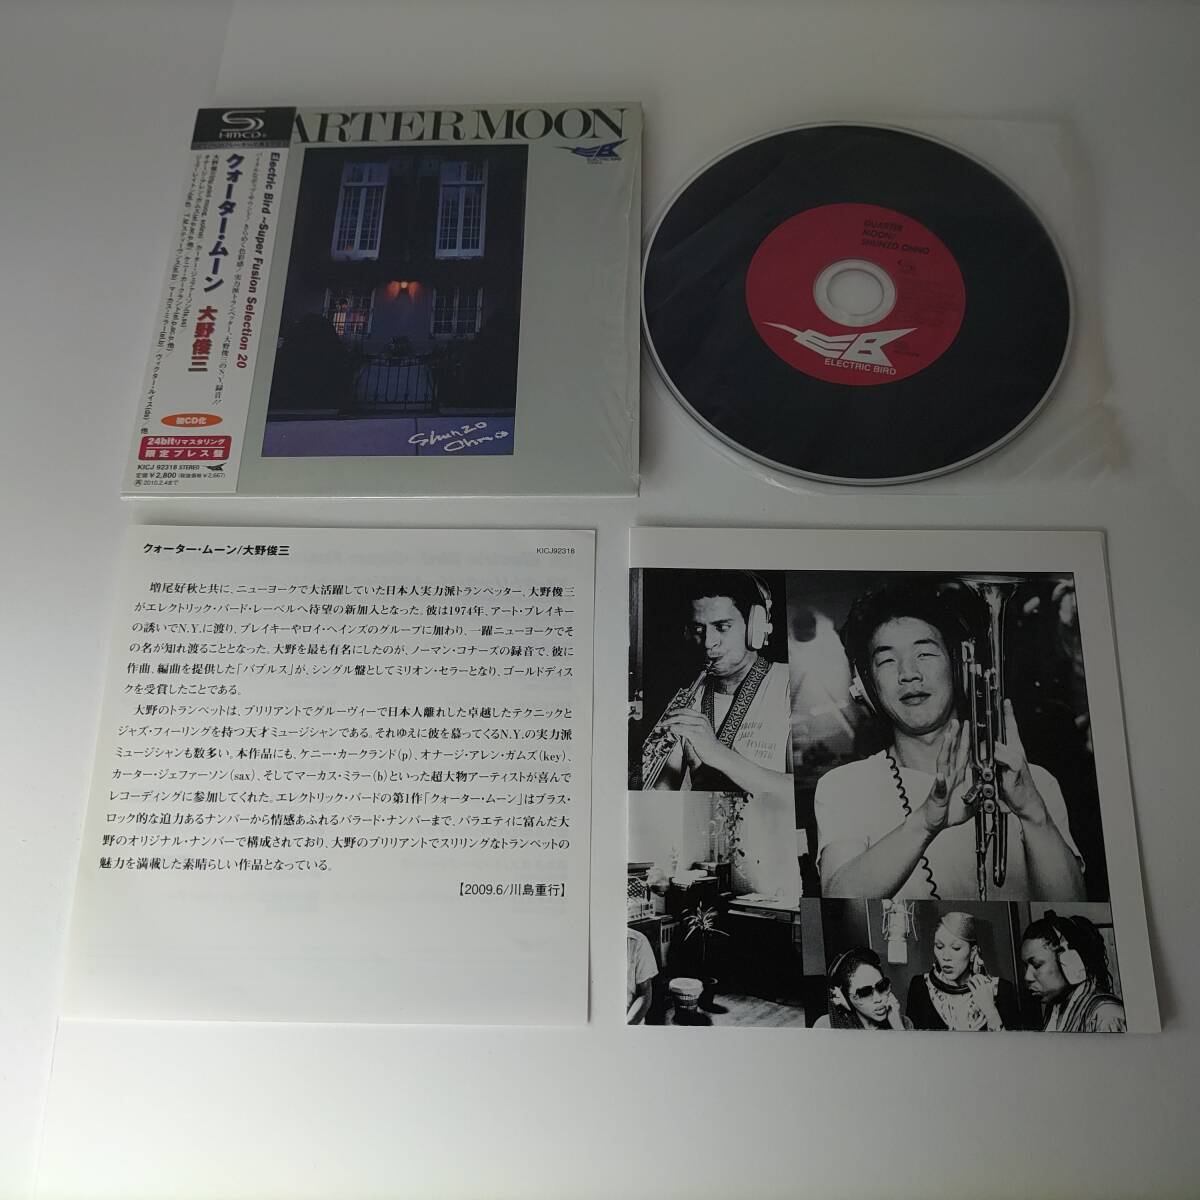 SHM-CD
ARTER MOON
ELECTRIC BIRD
Electric Bird ~Super Fusion Selection 20
クォーター・ムーン 大野俊三
初CD化
24bitリマスタリング
限定プレス盤
KICJ 92318 STEREO
定価¥2,800(税抜価格¥2,667)
2010.2.4まで
Shunzo
Ohno
QUARTER
MOON/
SHUNZO OHNO
ELECTRIC BIRD
クォーター・ムーン/大野俊三
KICJ92318
増尾好秋と共に、ニューヨークで大活躍していた日本人実力派トランペッター、大野俊三
がエレクトリック・バード・レーベルへ待望の新加入となった。彼は1974年、アート・ブレイキー
の誘いでN.Y.に渡り、ブレイキーやロイ・ヘインズのグループに加わり、一躍ニューヨークでそ
の名が知れ渡ることとなった。大野を最も有名にしたのが、ノーマン・コナーズの録音で、彼に
作曲、編曲を提供した「バブルス」が、シングル盤としてミリオン・セラーとなり、ゴールドディス
クを受賞したことである。
大野のトランペットは、ブリリアントでグルーヴィーで日本人離れした卓越したテクニックと
ジャズ・フィーリングを持つ天才ミュージシャンである。それゆえに彼を慕ってくるN.Y.の実力派
ミュージシャンも数多い。本作品にも、ケニー・カークランド(p)、オナージ・アレン・ガムズ(key)、
カーター・ジェファーソン(sax)、そしてマーカス・ミラー(b)といった超大物アーティストが喜んで
レコーディングに参加してくれた。エレクトリック・バードの第1作「クォーター・ムーン」はブラス・
ロック的な迫力あるナンバーから情感あふれるバラード・ナンバーまで、バラエティに富んだ大
野のオリジナル・ナンバーで構成されており、大野のブリリアントでスリリングなトランペットの
魅力を満載した素晴らしい作品となっている。
【2009.6/川島重行】
Jazz
Festival
1978